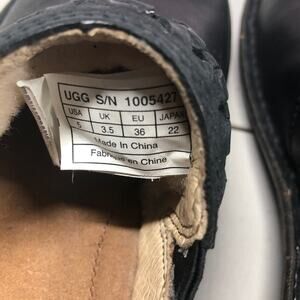 UGG S/N 1005427
USA UK EU JAPAN
5 3.5 36 22
Made In China
Fabriqué en Chine